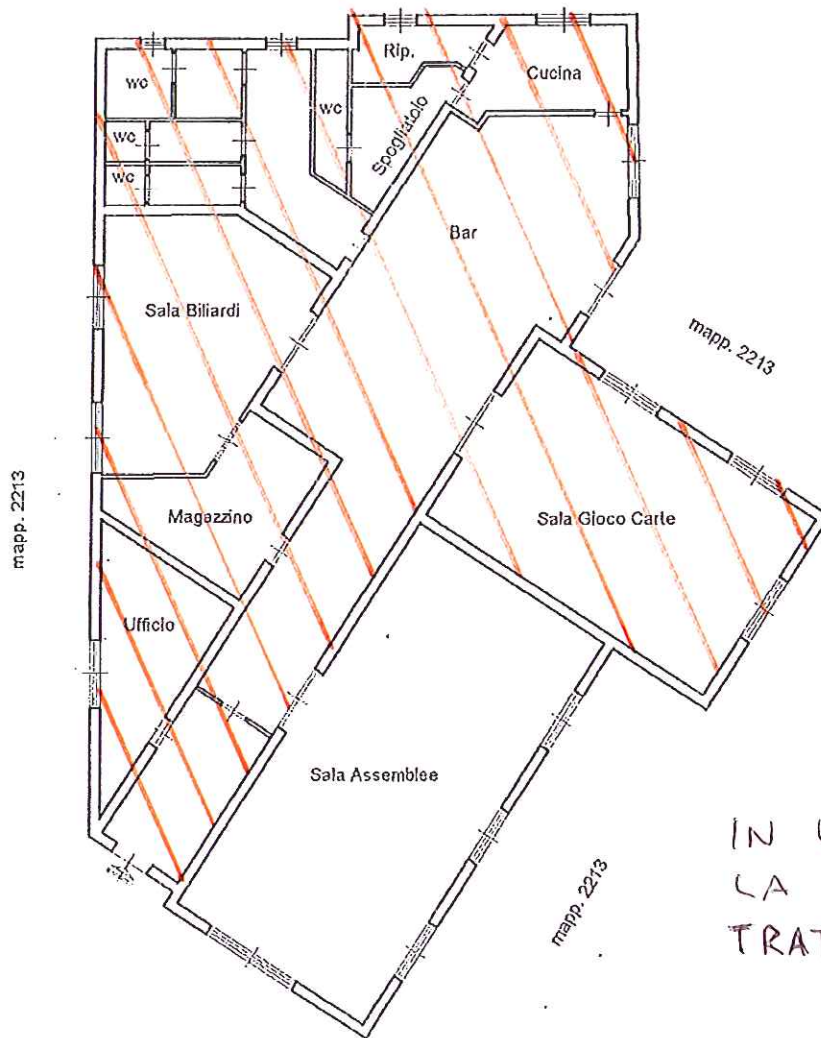 Rip.
Cucina
wc
wc
Spogliatoio
wc
wc
Bar
Sala Biliardi
mapp. 2213
mapp. 2213
Magazzino
Sala Gioco Carte
Ufficio
Sala Assemblee
mapp. 2213
IN
LA